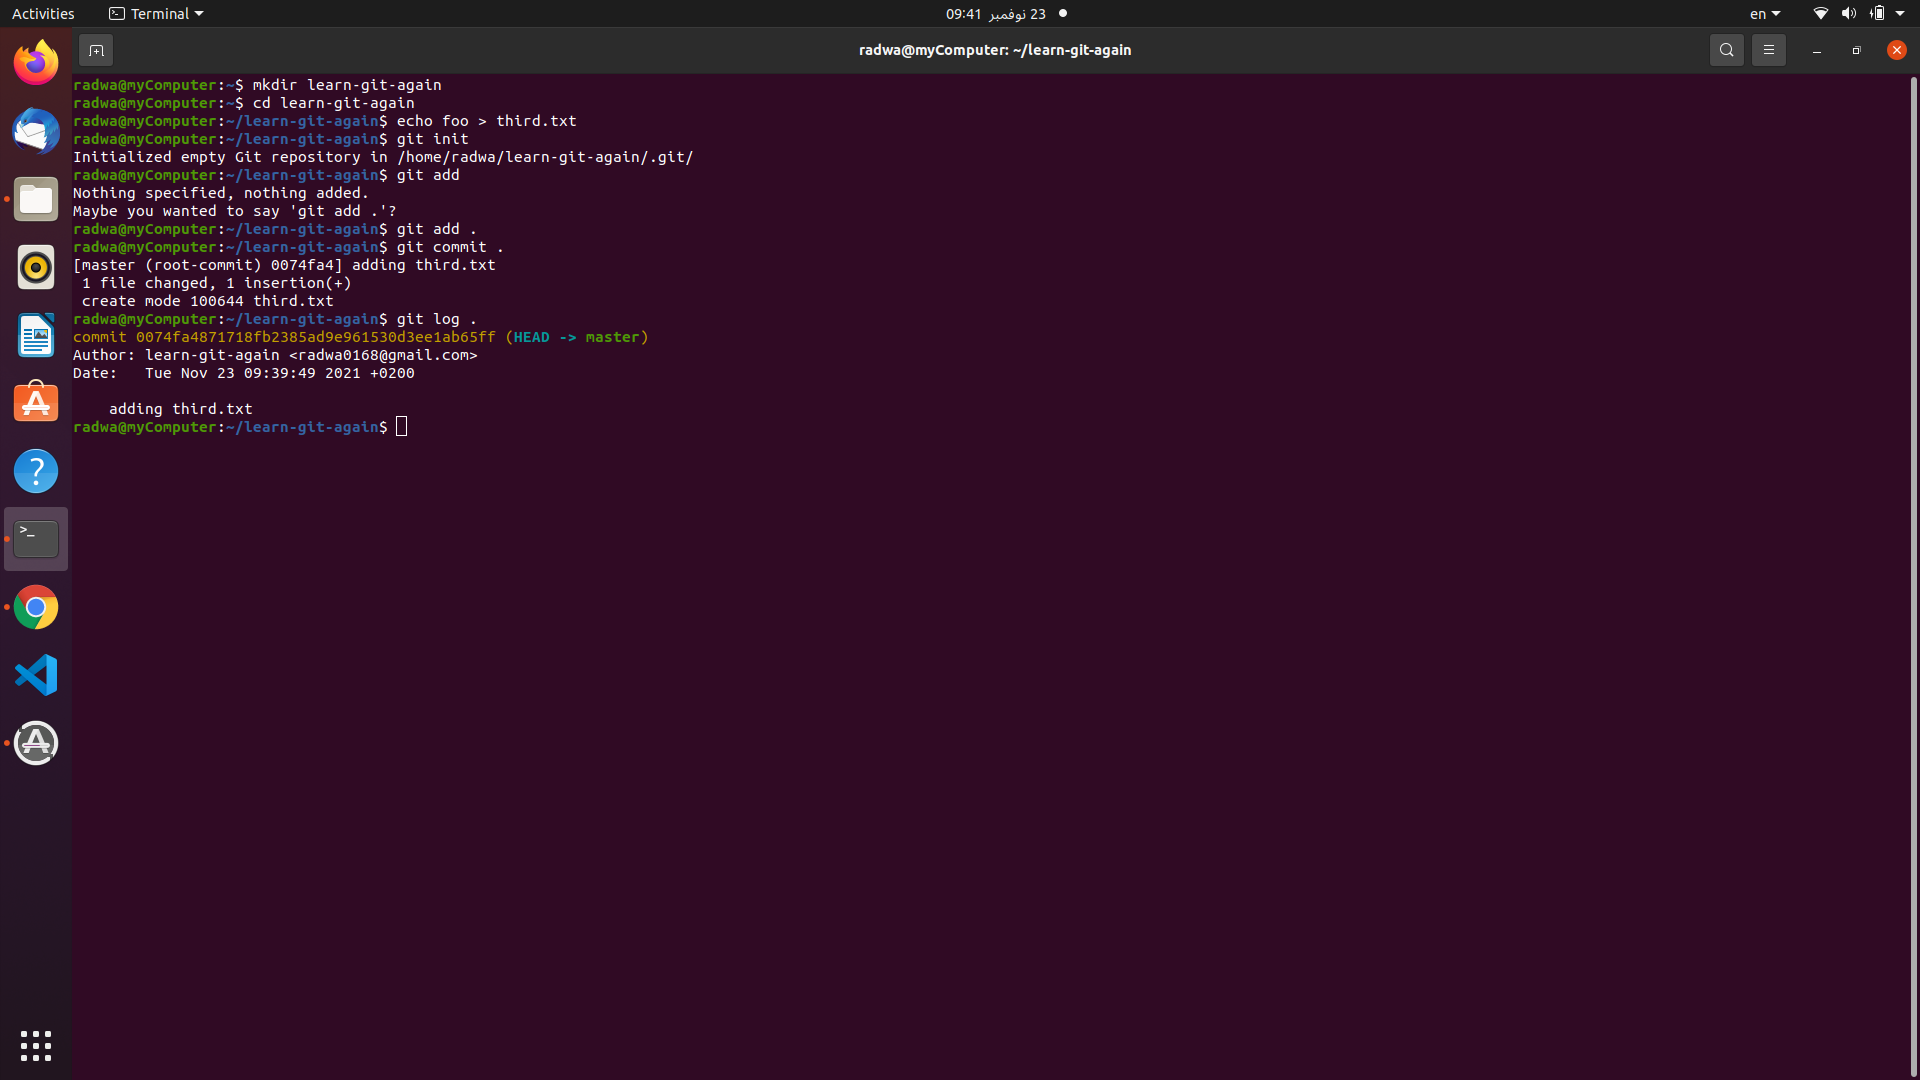 Activities
Terminal
23 نوفمبر 09:41
en
radwa@myComputer: ~/learn-git-again
radwa@myComputer:~$ mkdir learn-git-again
radwa@myComputer:~$ cd learn-git-again
radwa@myComputer:~/learn-git-again$ echo foo > third.txt
radwa@myComputer:~/learn-git-again$ git init
Initialized empty Git repository in /home/radwa/learn-git-again/.git/
radwa@myComputer:~/learn-git-again$ git add
Nothing specified, nothing added.
Maybe you wanted to say 'git add .'?
radwa@myComputer:~/learn-git-again$ git add .
radwa@myComputer:~/learn-git-again$ git commit .
[master (root-commit) 0074fa4] adding third.txt
 1 file changed, 1 insertion(+)
 create mode 100644 third.txt
radwa@myComputer:~/learn-git-again$ git log .
commit 0074fa4871718fb2385ad9e961530d3ee1ab65ff (HEAD -> master)
Author: learn-git-again <radwa0168@gmail.com>
Date:   Tue Nov 23 09:39:49 2021 +0200
    adding third.txt
radwa@myComputer:~/learn-git-again$